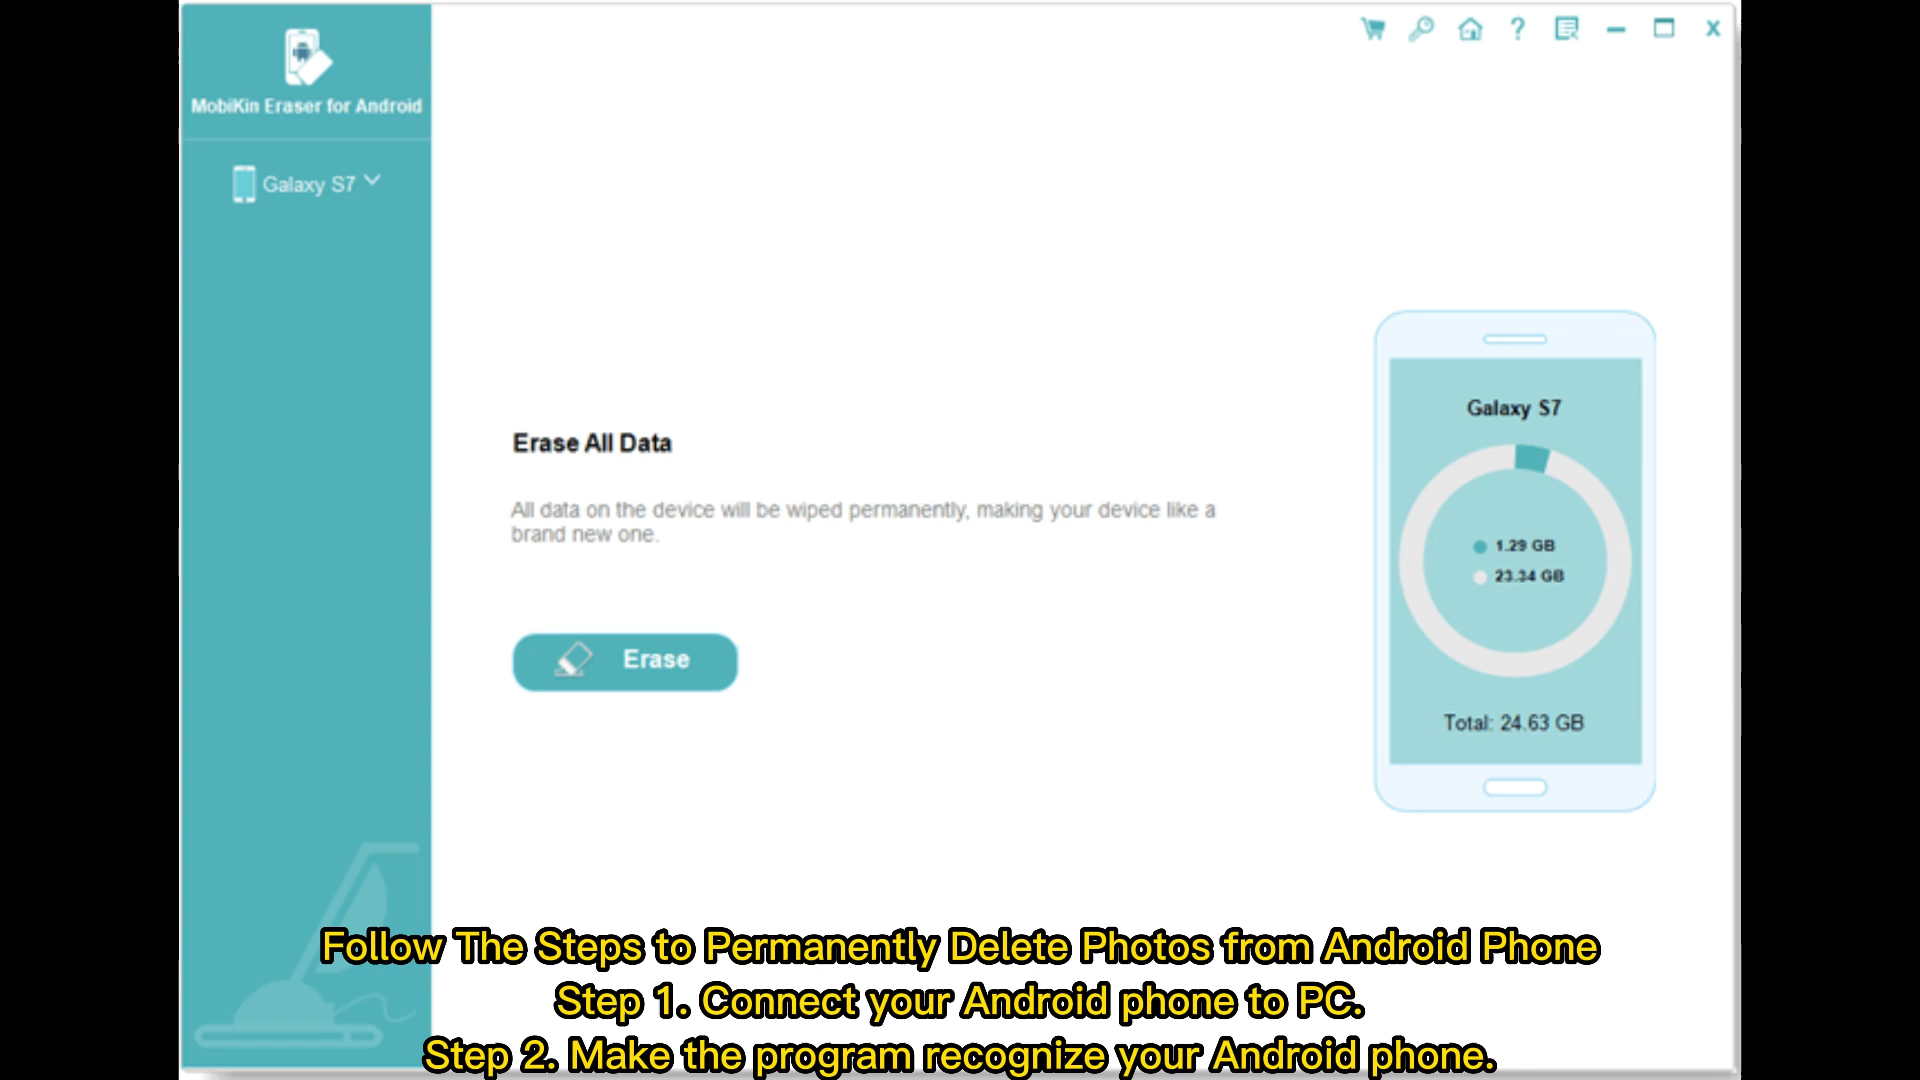 MobiKin Eraser for Android
Galaxy S7
Erase All Data
All data on the device will be wiped permanently, making your device like a
brand new one.
Erase
Galaxy S7
1.29 GB
23.34 GB
Total: 24.63 GB
Follow The Steps to Permanently Delete Photos from Android Phone
Step 1. Connect your Android phone to PC.
Step 2. Make the program recognize your Android phone.